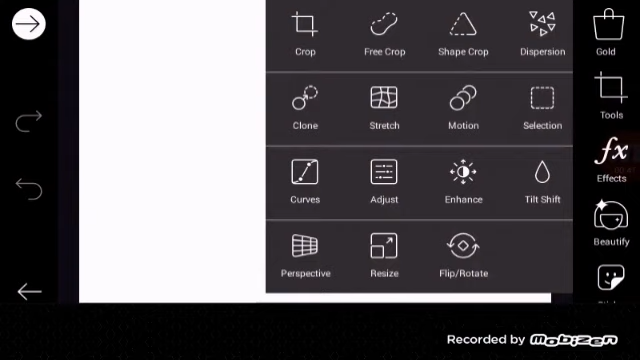 Crop Free Crop Shape Crop Dispersion
Gold
Clone Stretch Motion Selection
Tools
fx
Effects
Curves Adjust Enhance Tilt Shift
Beautify
Perspective Resize Flip/Rotate
Recorded by Mobizen